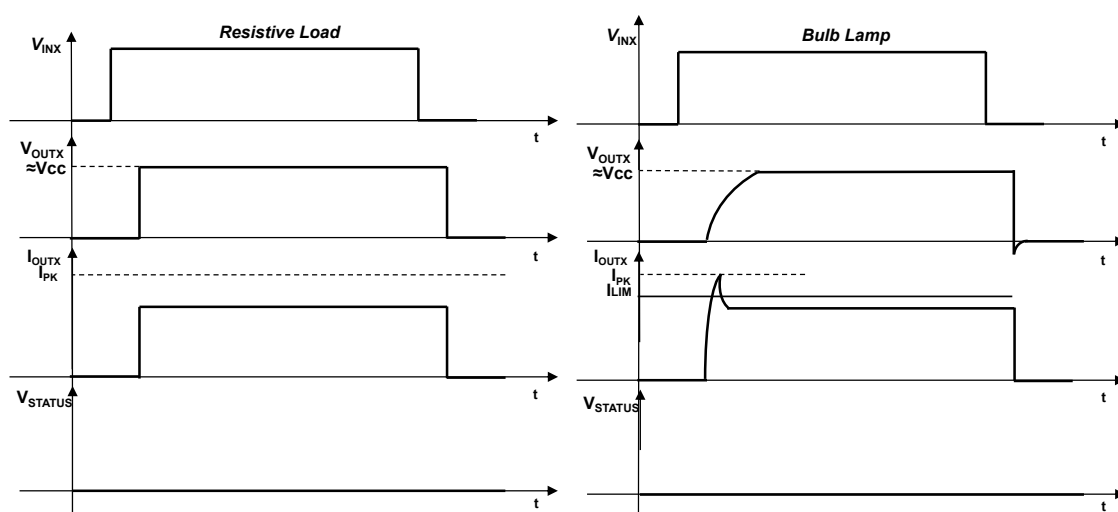 Resistive Load
VINX
t
VOUTX
≈VCC
t
IOUTX
IPK
t
VSTATUS
t
Bulb Lamp
VINX
t
VOUTX
≈VCC
t
IOUTX
IPK
ILIM
t
VSTATUS
t